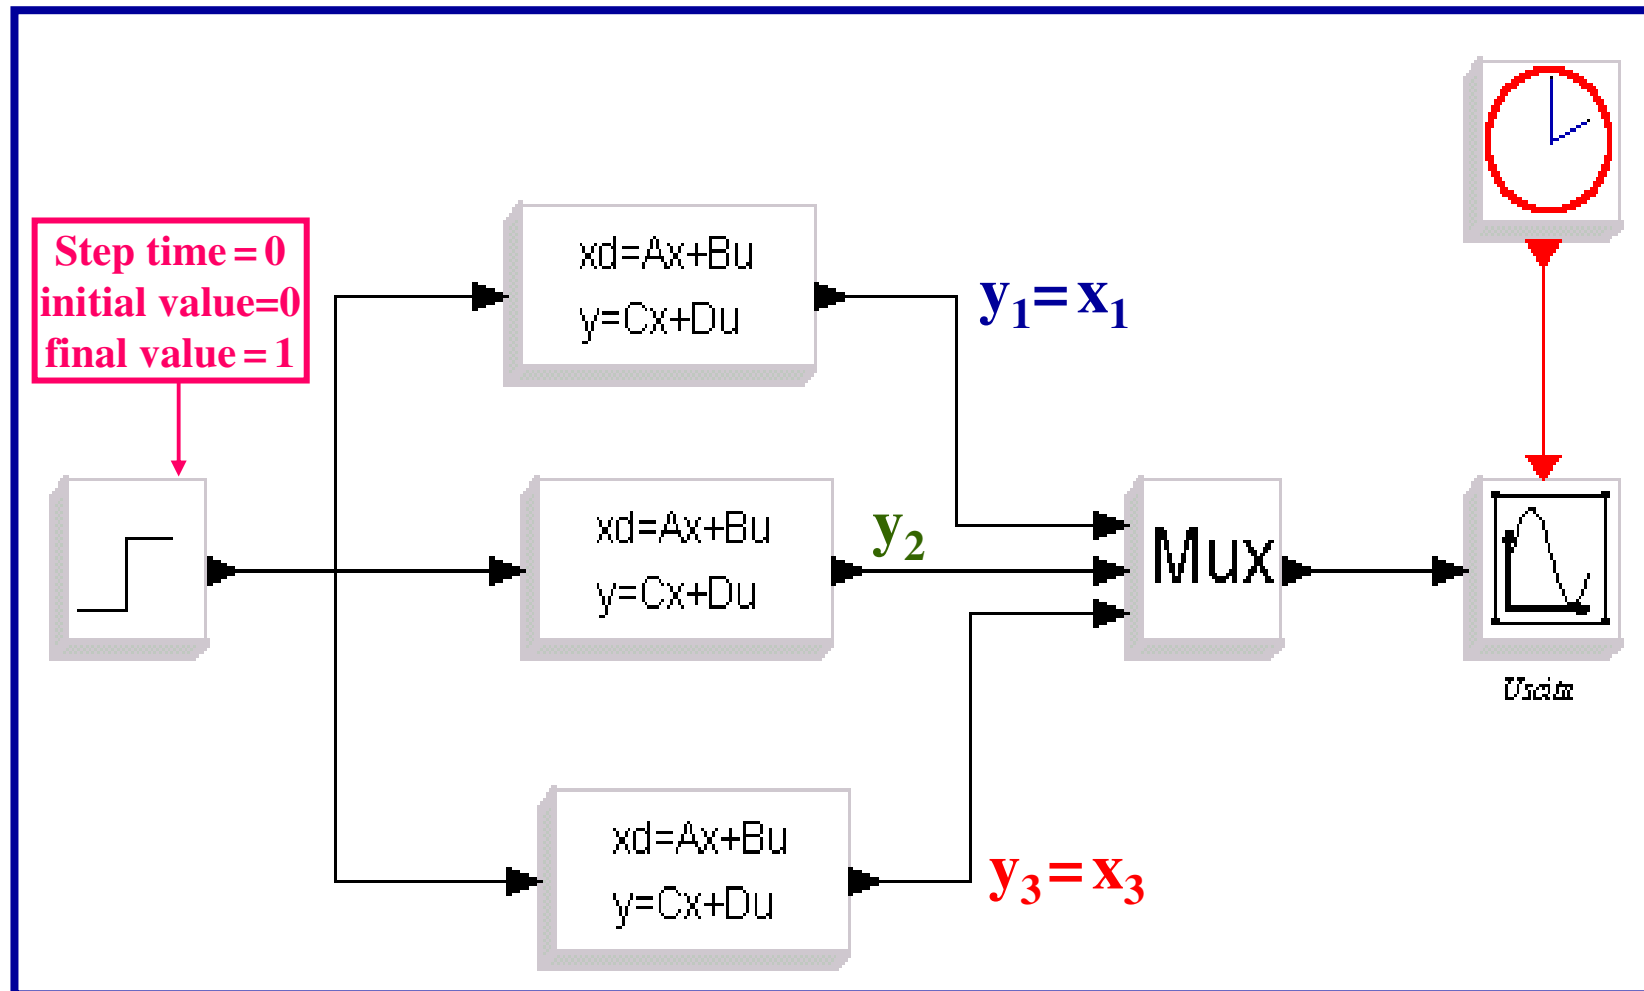 Step time = 0
initial value=0
final value = 1
xd=Ax+Bu
y=Cx+Du
y₁= x₁
xd=Ax+Bu
y=Cx+Du
y₂
Mux
Uscita
xd=Ax+Bu
y=Cx+Du
y₃= x₃